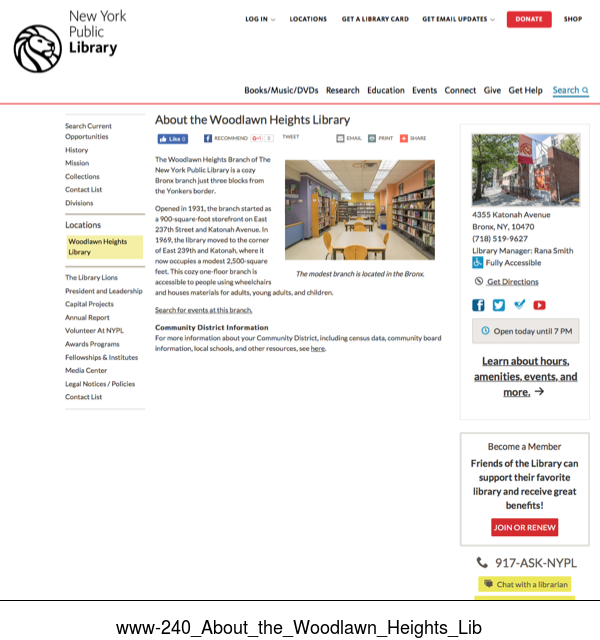 New York
Public
Library
LOG IN
LOCATIONS
GET A LIBRARY CARD
GET EMAIL UPDATES
DONATE
SHOP
Books/Music/DVDs Research Education Events Connect Give Get Help Search
Search Current
Opportunities
History
Mission
Collections
Contact List
Divisions
Locations
Woodlawn Heights
Library
The Library Lions
President and Leadership
Capital Projects
Annual Report
Volunteer At NYPL
Awards Programs
Fellowships & Institutes
Media Center
Legal Notices / Policies
Contact List
About the Woodlawn Heights Library
Like 0
RECOMMEND
G+1
0
TWEET
EMAIL
PRINT
SHARE
The Woodlawn Heights Branch of The
New York Public Library is a cozy
Bronx branch just three blocks from
the Yonkers border.
Opened in 1931, the branch started as
a 900-square-foot storefront on East
237th Street and Katonah Avenue. In
1969, the library moved to the corner
of East 239th and Katonah, where it
now occupies a modest 2,500-square
feet. This cozy one-floor branch is
accessible to people using wheelchairs
and houses materials for adults, young adults, and children.
The modest branch is located in the Bronx.
Search for events at this branch.
Community District Information
For more information about your Community District, including census data, community board
information, local schools, and other resources, see here.
4355 Katonah Avenue
Bronx, NY, 10470
(718) 519-9627
Library Manager: Rana Smith
Fully Accessible
Get Directions
Open today until 7 PM
Learn about hours,
amenities, events, and
more. →
Become a Member
Friends of the Library can
support their favorite
library and receive great
benefits!
JOIN OR RENEW
917-ASK-NYPL
Chat with a librarian
www-240_About_the_Woodlawn_Heights_Lib